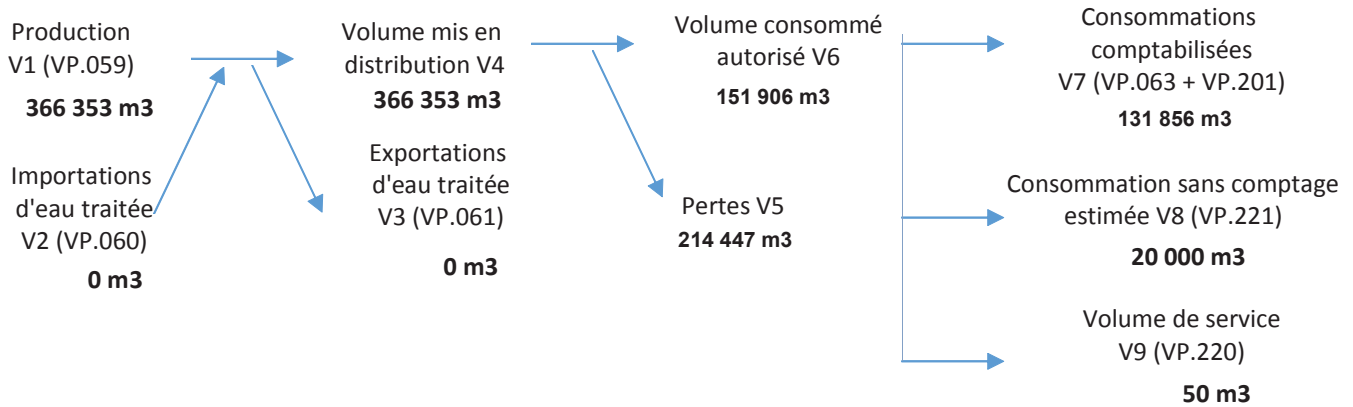 Production
V1 (VP.059)
366 353 m3
Importations
d'eau traitée
V2 (VP.060)
0 m3
Volume mis en
distribution V4
366 353 m3
Exportations
d'eau traitée
V3 (VP.061)
0 m3
Volume consommé
autorisé V6
151 906 m3
Pertes V5
214 447 m3
Consommations
comptabilisées
V7 (VP.063 + VP.201)
131 856 m3
Consommation sans comptage
estimée V8 (VP.221)
20 000 m3
Volume de service
V9 (VP.220)
50 m3